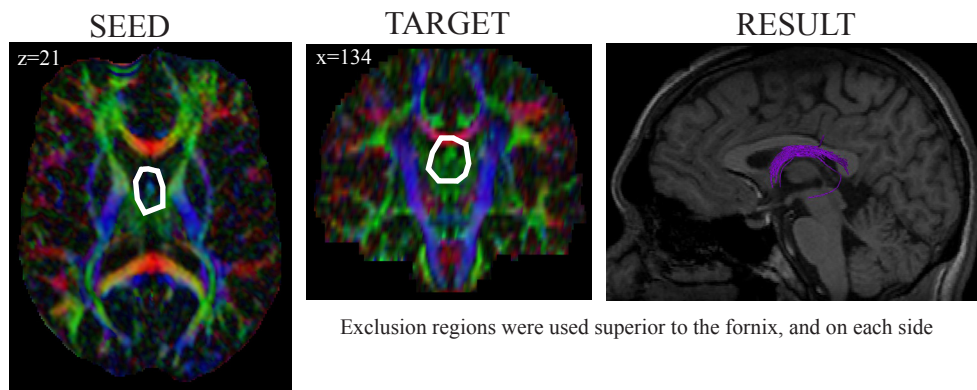 SEED
TARGET
RESULT
z=21
x=134
Exclusion regions were used superior to the fornix, and on each side